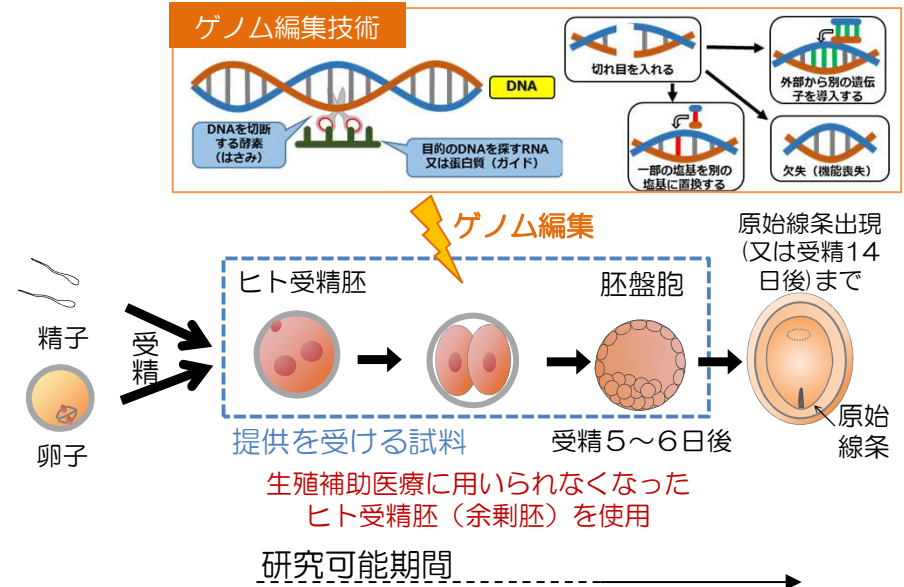 ゲノム編集技術
DNA
DNAを切断
する酵素
（はさみ）
目的のDNAを探すRNA
又は蛋白質（ガイド）
切れ目を入れる
外部から別の遺伝
子を導入する
一部の塩基を別の
塩基に置換する
欠失（機能喪失）
ゲノム編集
原始線条出現
(又は受精14
日後)まで
ヒト受精胚
胚盤胞
精子
受
精
卵子
提供を受ける試料
受精５～６日後
原始
線条
生殖補助医療に用いられなくなった
ヒト受精胚（余剰胚）を使用
研究可能期間